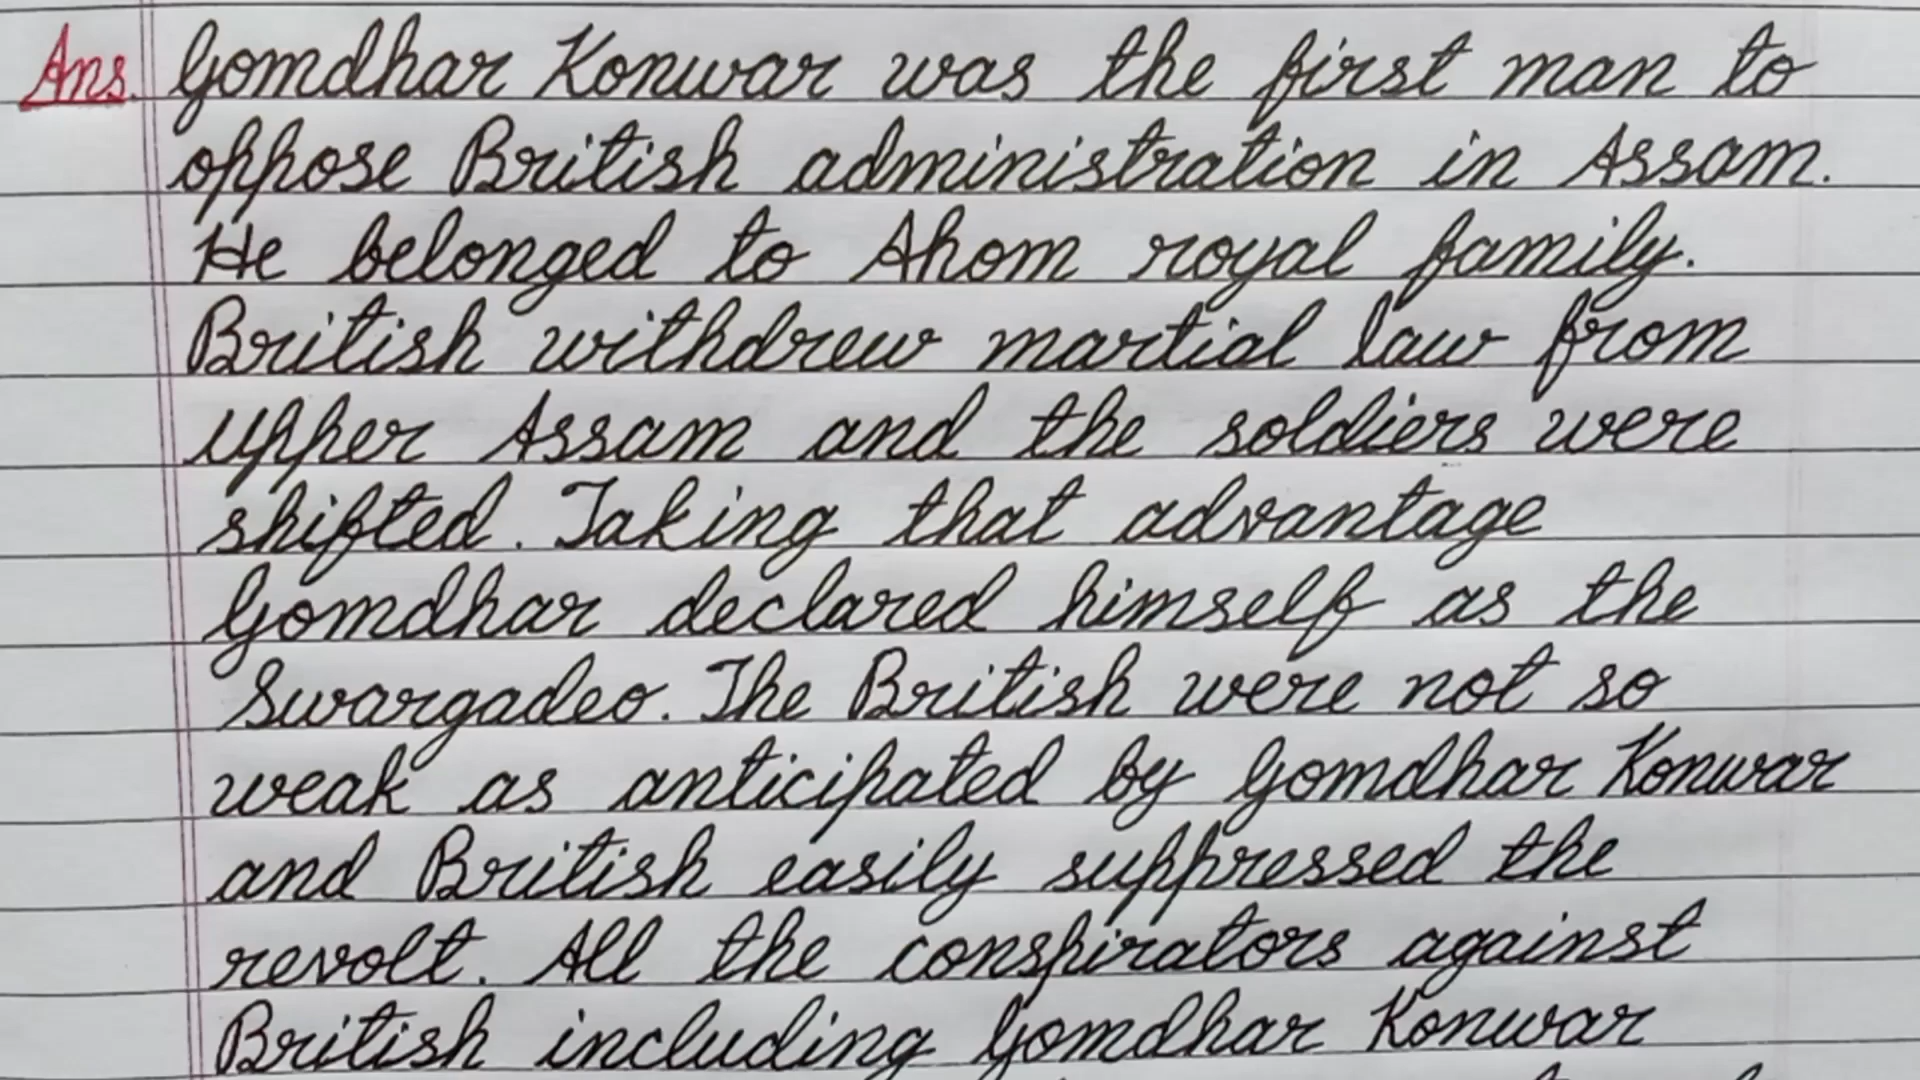 Ans. Gomdhar Konwar was the first man to
oppose British administration in Assam.
He belonged to Ahom royal family.
British withdrew martial law from
upper Assam and the soldiers were
shifted. Taking that advantage
Gomdhar declared himself as the
Swargadeo. The British were not so
weak as anticipated by Gomdhar Konwar
and British easily suppressed the
revolt. All the conspirators against
British including Gomdhar Konwar